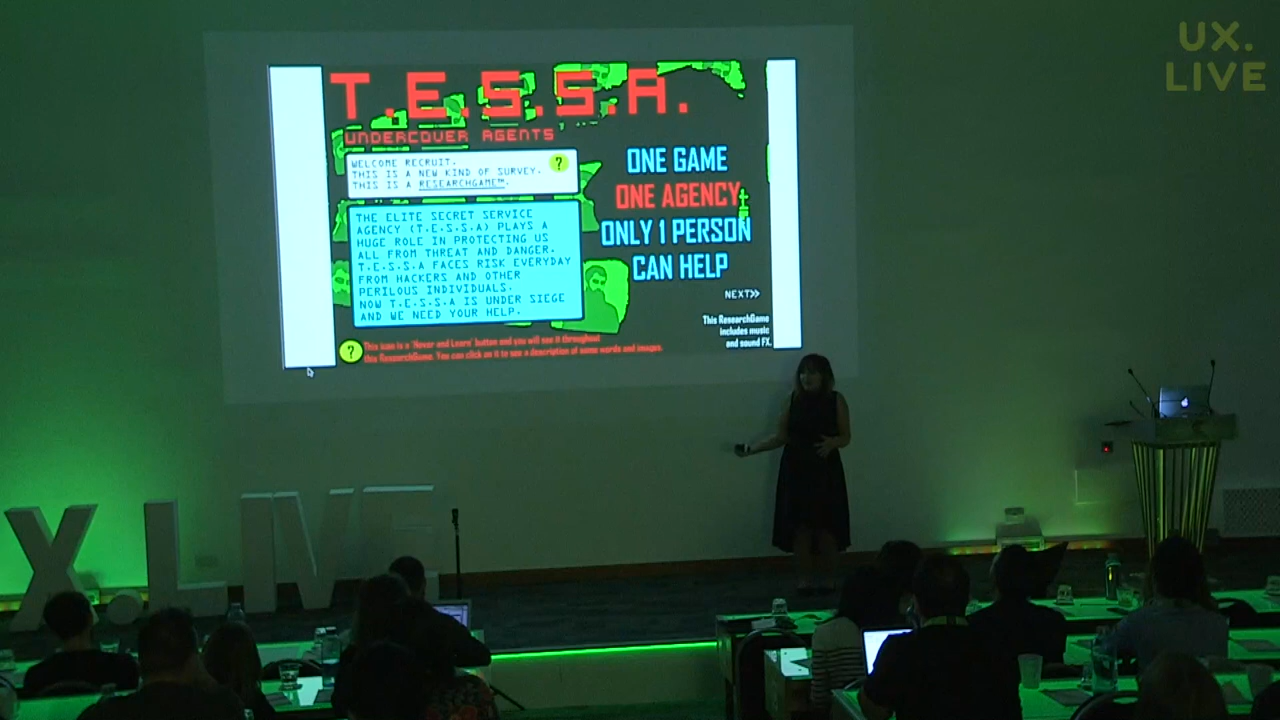 UX.
LIVE
T.E.S.S.A.
UNDERCOVER AGENTS
WELCOME RECRUIT.
THIS IS A NEW KIND OF SURVEY.
THIS IS A RESEARCHGAME™.
?
THE ELITE SECRET SERVICE
AGENCY (T.E.S.S.A) PLAYS A
HUGE ROLE IN PROTECTING US
ALL FROM THREAT AND DANGER.
T.E.S.S.A FACES RISK EVERYDAY
FROM HACKERS AND OTHER
PERILOUS INDIVIDUALS.
NOW T.E.S.S.A IS UNDER SIEGE
AND WE NEED YOUR HELP.
ONE GAME
ONE AGENCY
ONLY 1 PERSON
CAN HELP
NEXT>>
This ResearchGame
includes music
and sound FX.
?
This icon is a 'Hover and Learn' button and you will see it throughout
this ResearchGame. You can click on it to see a description of some words and images.
X.LIVE